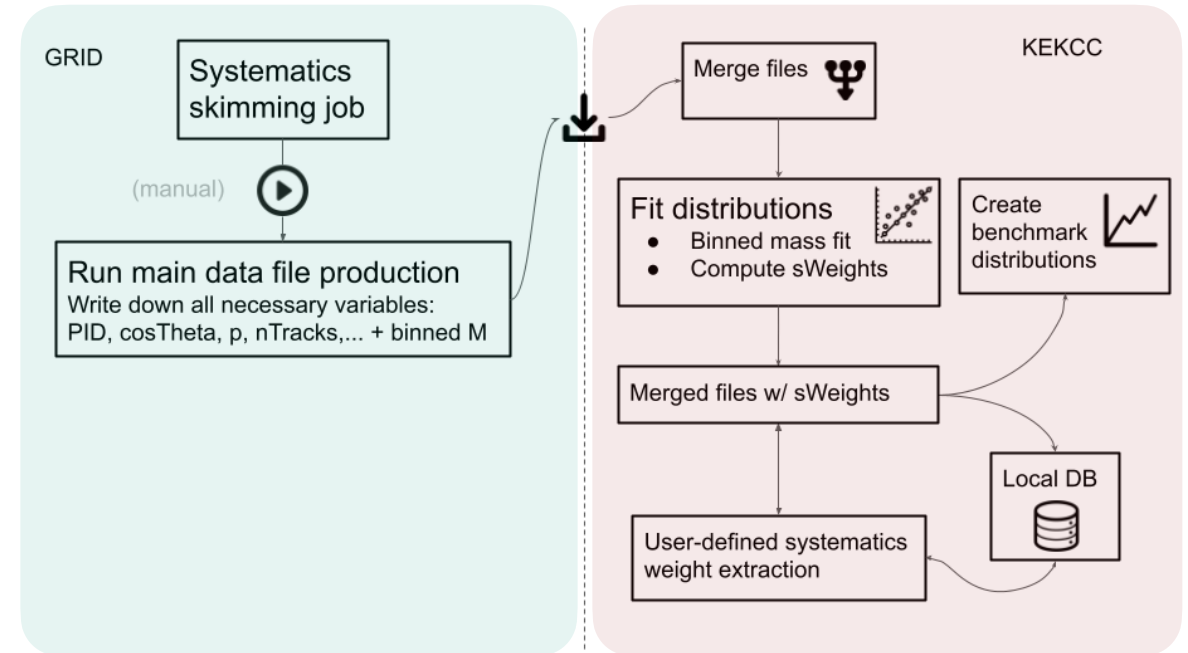 GRID
Systematics
skimming job
(manual)
Run main data file production
Write down all necessary variables:
PID, cosTheta, p, nTracks,... + binned M
KEKCC
Merge files
Fit distributions
● Binned mass fit
● Compute sWeights
Create
benchmark
distributions
Merged files w/ sWeights
Local DB
User-defined systematics
weight extraction